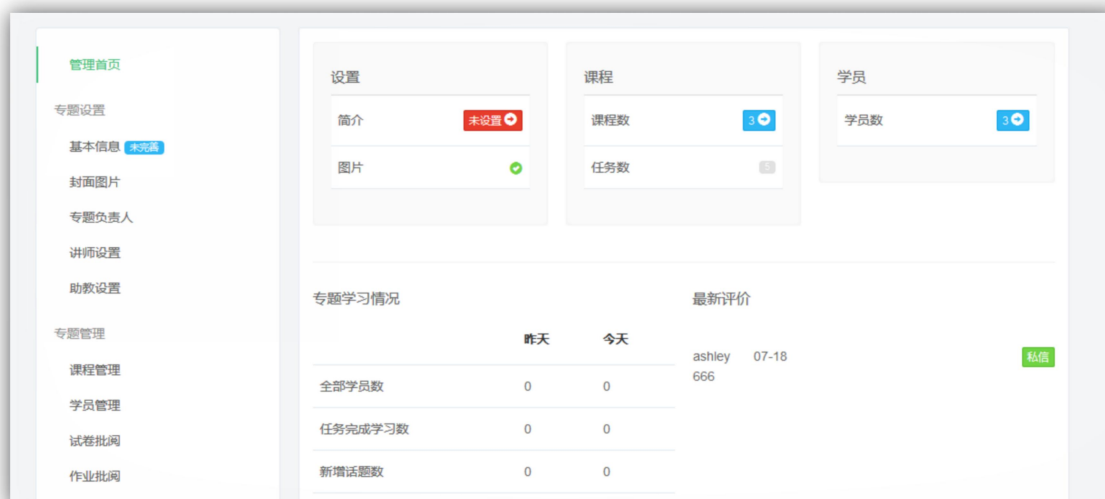 管理首页
专题设置
基本信息 未完善
封面图片
专题负责人
讲师设置
助教设置
专题管理
课程管理
学员管理
试卷批阅
作业批阅
设置
简介 未设置
图片
课程
课程数 3
任务数
学员
学员数 3
专题学习情况
昨天 今天
全部学员数 0 0
任务完成学习数 0 0
新增话题数 0 0
最新评价
ashley 07-18 私信
666